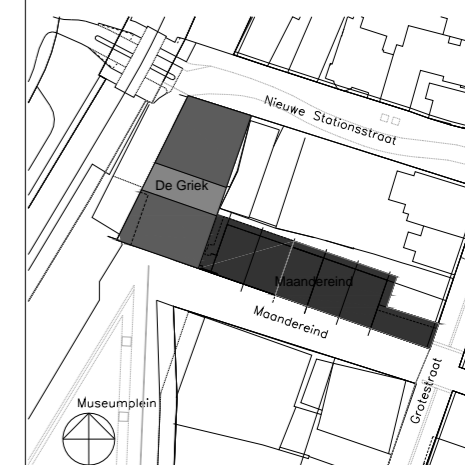 Nieuwe Stationsstraat
De Griek
Maandereind
Maandereind
Grotestraat
Museumplein